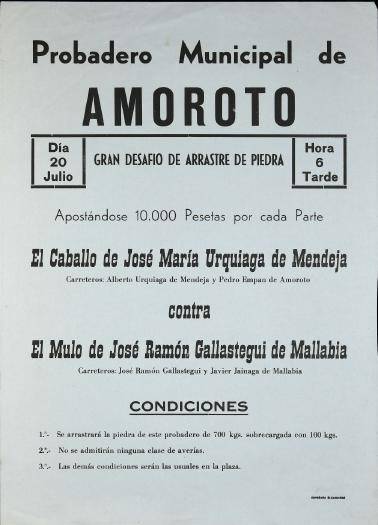 Probadero Municipal de
AMOROTO
Día
20
Julio
GRAN DESAFIO DE ARRASTRE DE PIEDRA
Hora
6
Tarde
Apostándose 10.000 Pesetas por cada Parte
El Caballo de José María Urquiaga de Mendeja
Carreteros: Alberto Urquiaga de Mendeja y Pedro Empan de Amoroto
contra
El Mulo de José Ramón Gallastegui de Mallabia
Carreteros: José Ramón Gallastegui y Javier Jainaga de Mallabia
CONDICIONES
1.º- Se arrastrará la piedra de este probadero de 700 kgs. sobrecargada con 100 kgs.
2.º- No se admitirán ninguna clase de averías.
3.º- Las demás condiciones serán las usuales en la plaza.